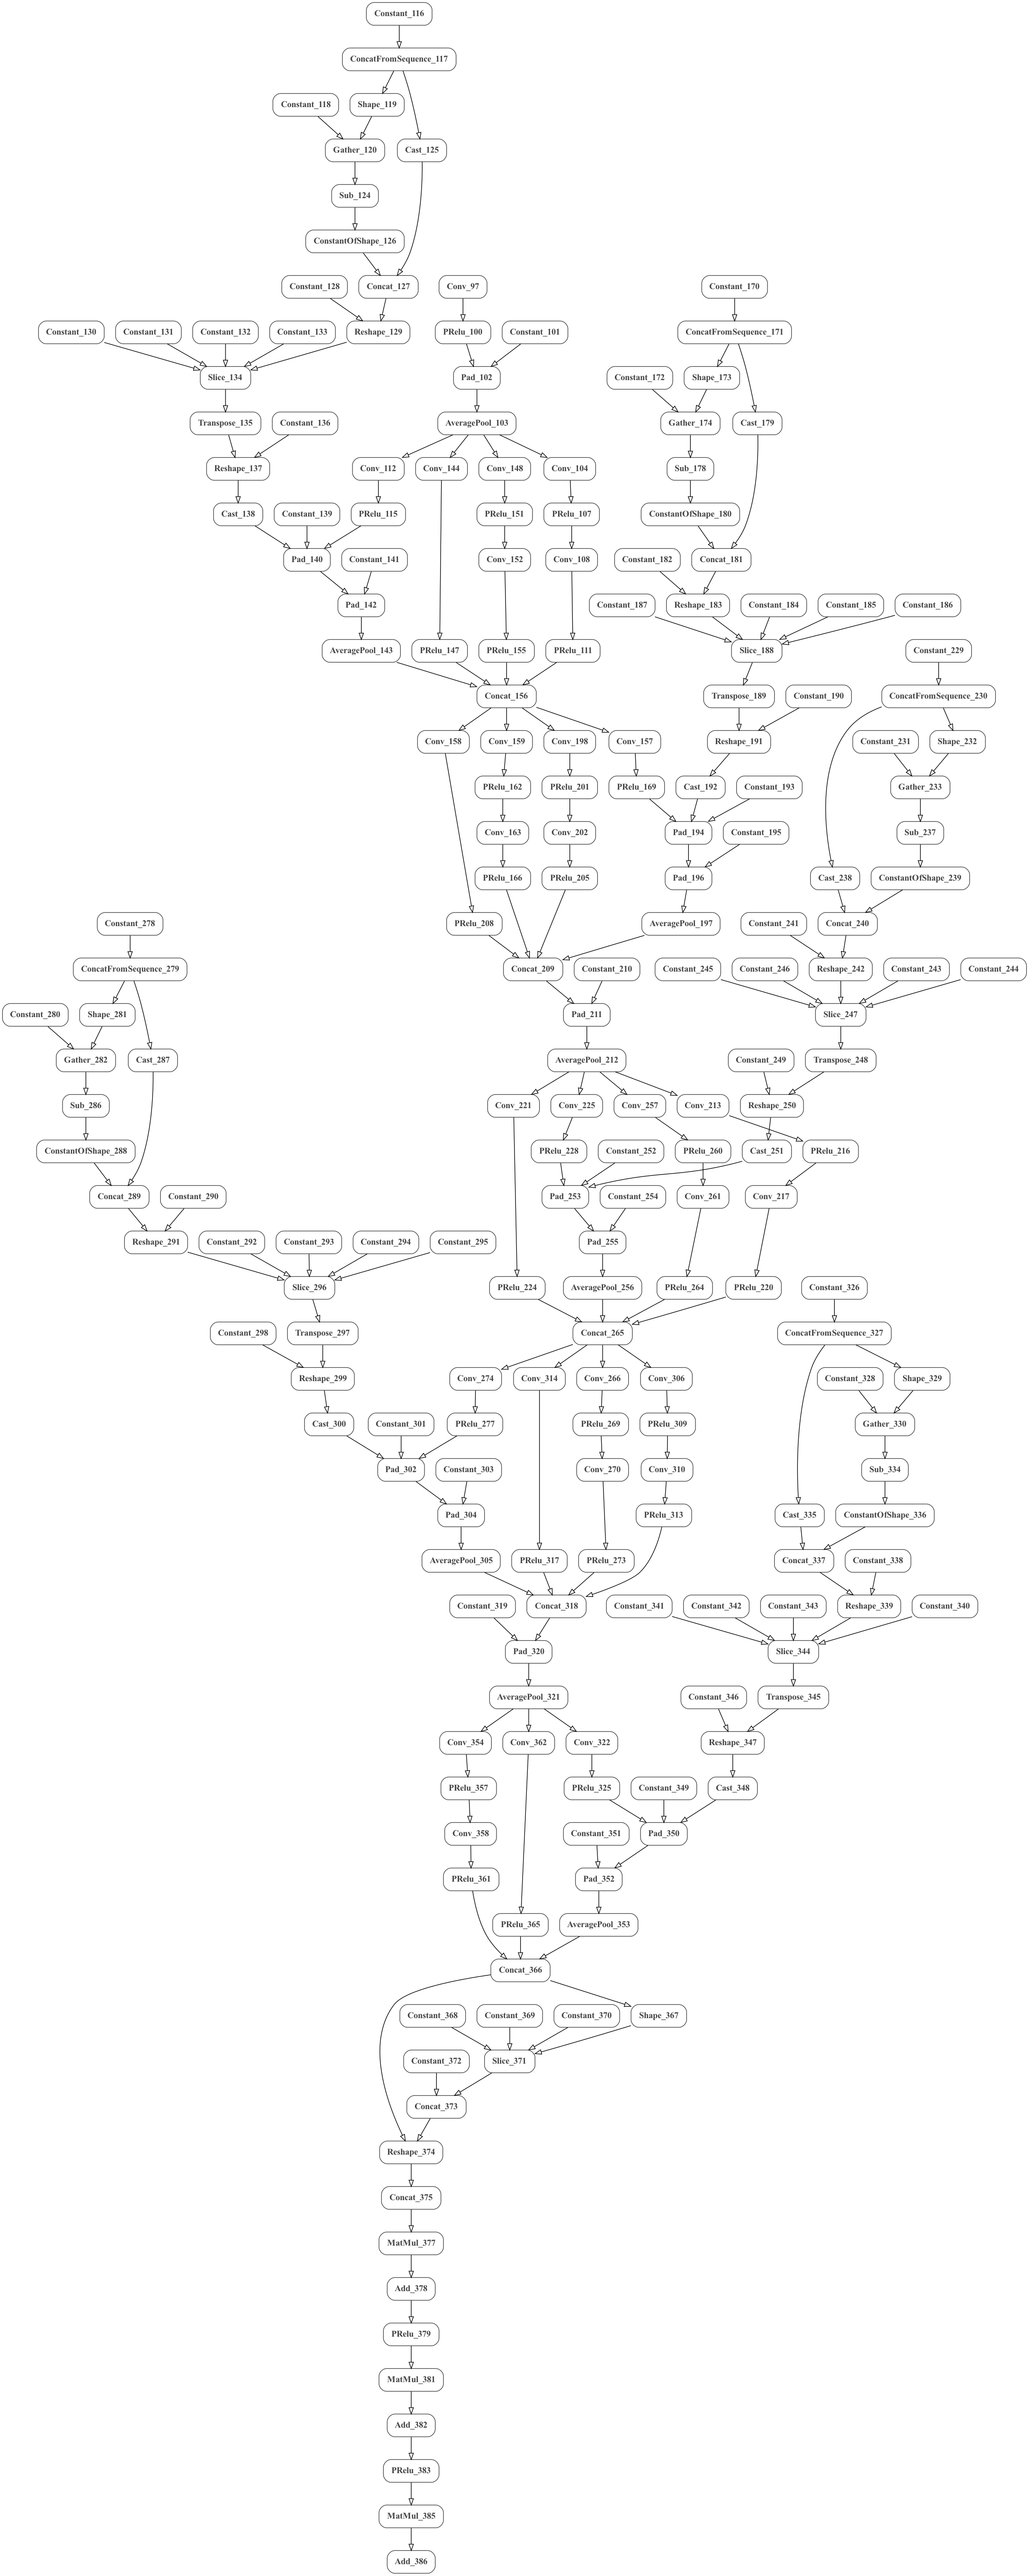 Constant_116
ConcatFromSequence_117
Constant_118 Shape_119
Gather_120 Cast_125
Sub_124
ConstantOfShape_126
Constant_128 Concat_127 Conv_97 Constant_170
Constant_130 Constant_131 Constant_132 Constant_133 Reshape_129 PRelu_100 Constant_101 ConcatFromSequence_171
Slice_134 Pad_102 Constant_172 Shape_173
Transpose_135 Constant_136 AveragePool_103 Gather_174 Cast_179
Reshape_137 Conv_112 Conv_144 Conv_148 Conv_104 Sub_178
Cast_138 Constant_139 PRelu_115 PRelu_151 PRelu_107 ConstantOfShape_180
Pad_140 Constant_141 Conv_152 Conv_108 Constant_182 Concat_181
Pad_142 Constant_187 Reshape_183 Constant_184 Constant_185 Constant_186
AveragePool_143 PRelu_147 PRelu_155 PRelu_111 Slice_188 Constant_229
Concat_156 Transpose_189 Constant_190 ConcatFromSequence_230
Conv_158 Conv_159 Conv_198 Conv_157 Reshape_191 Constant_231 Shape_232
PRelu_162 PRelu_201 PRelu_169 Cast_192 Constant_193 Gather_233
Conv_163 Conv_202 Pad_194 Constant_195 Sub_237
PRelu_166 PRelu_205 Pad_196 Cast_238 ConstantOfShape_239
Constant_278 PRelu_208 AveragePool_197 Constant_241 Concat_240
ConcatFromSequence_279 Concat_209 Constant_210 Constant_245 Constant_246 Reshape_242 Constant_243 Constant_244
Constant_280 Shape_281 Pad_211 Slice_247
Gather_282 Cast_287 AveragePool_212 Constant_249 Transpose_248
Sub_286 Conv_221 Conv_225 Conv_257 Conv_213 Reshape_250
ConstantOfShape_288 PRelu_228 Constant_252 PRelu_260 Cast_251 PRelu_216
Concat_289 Constant_290 Pad_253 Constant_254 Conv_261 Conv_217
Reshape_291 Constant_292 Constant_293 Constant_294 Constant_295 Pad_255
Slice_296 PRelu_224 AveragePool_256 PRelu_264 PRelu_220 Constant_326
Constant_298 Transpose_297 Concat_265 ConcatFromSequence_327
Reshape_299 Conv_274 Conv_314 Conv_266 Conv_306 Constant_328 Shape_329
Cast_300 Constant_301 PRelu_277 PRelu_269 PRelu_309 Gather_330
Pad_302 Constant_303 Conv_270 Conv_310 Sub_334
Pad_304 PRelu_313 Cast_335 ConstantOfShape_336
AveragePool_305 PRelu_317 PRelu_273 Concat_337 Constant_338
Constant_319 Concat_318 Constant_341 Constant_342 Constant_343 Reshape_339 Constant_340
Pad_320 Slice_344
AveragePool_321 Constant_346 Transpose_345
Conv_354 Conv_362 Conv_322 Reshape_347
PRelu_357 PRelu_325 Constant_349 Cast_348
Conv_358 Constant_351 Pad_350
PRelu_361 Pad_352
PRelu_365 AveragePool_353
Concat_366
Constant_368 Constant_369 Constant_370 Shape_367
Constant_372 Slice_371
Concat_373
Reshape_374
Concat_375
MatMul_377
Add_378
PRelu_379
MatMul_381
Add_382
PRelu_383
MatMul_385
Add_386